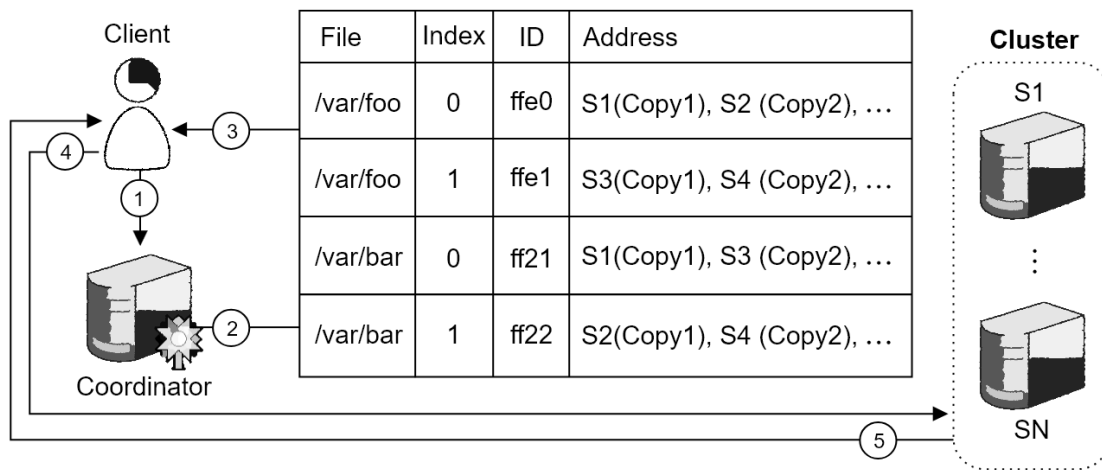 Client
File Index ID Address
/var/foo 0 ffe0 S1(Copy1), S2 (Copy2), …
/var/foo 1 ffe1 S3(Copy1), S4 (Copy2), …
/var/bar 0 ff21 S1(Copy1), S3 (Copy2), …
/var/bar 1 ff22 S2(Copy1), S4 (Copy2), …
3
4
1
2
Coordinator
5
Cluster
S1
⋮
SN